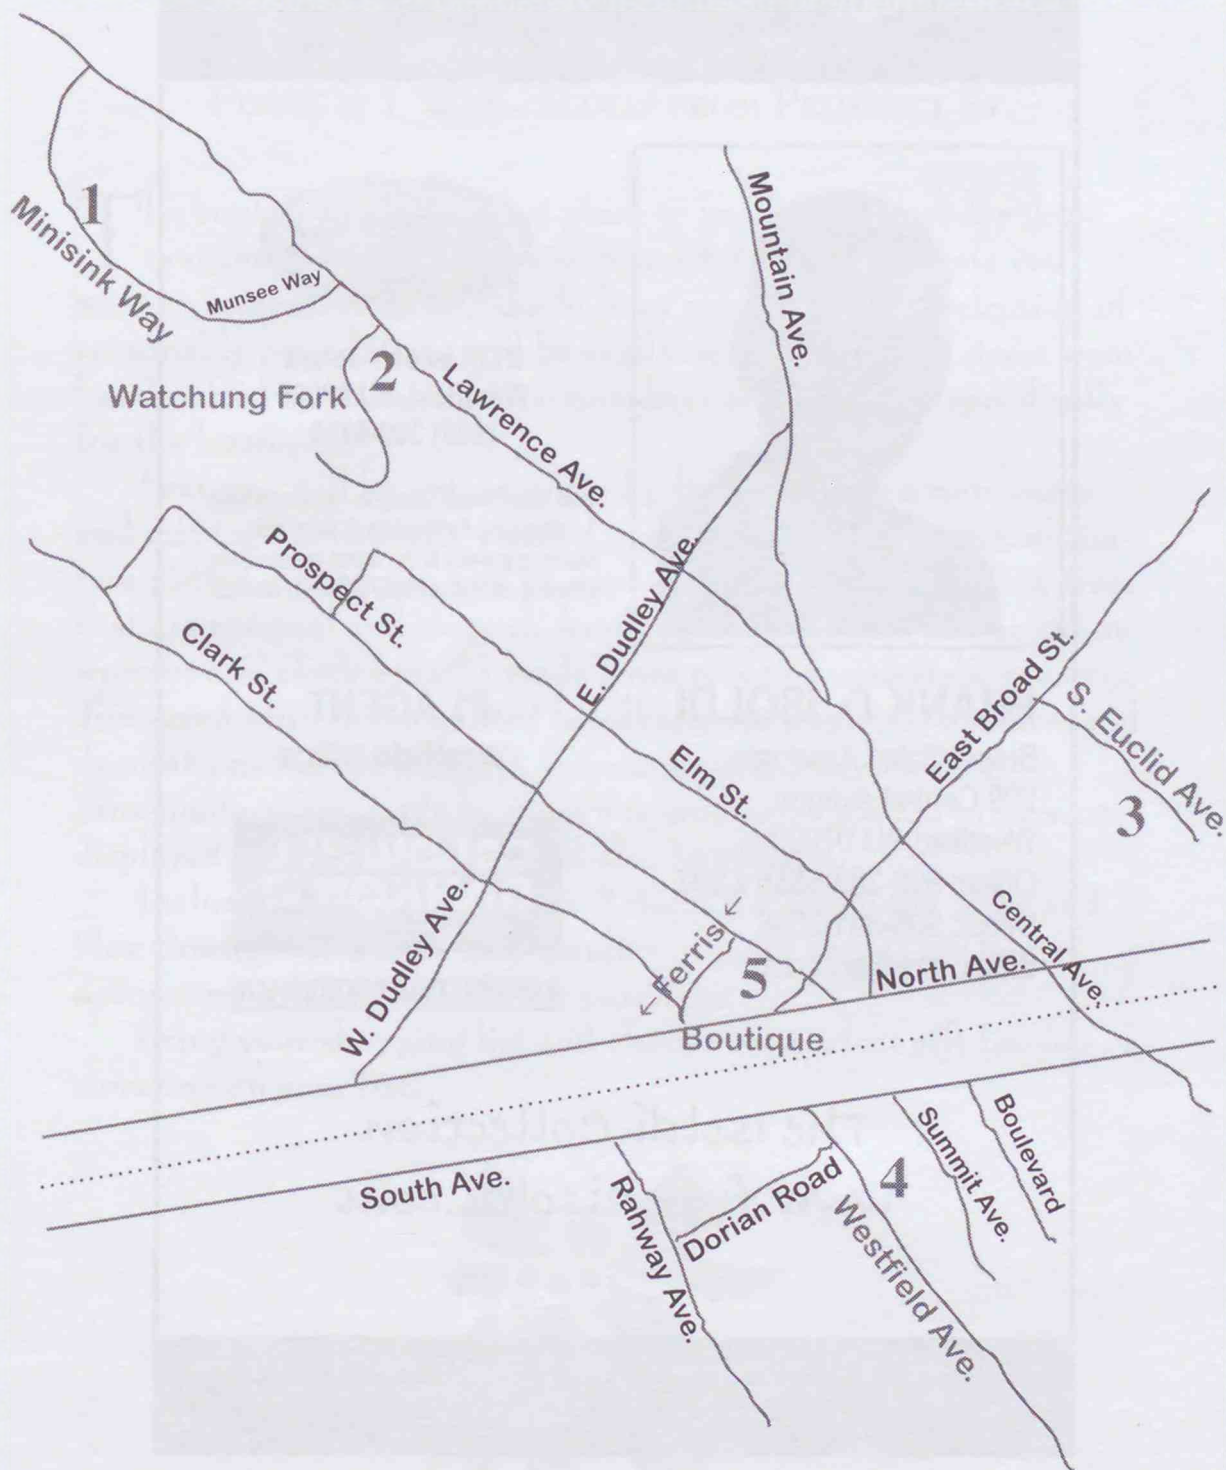 Mountain Ave.
1
Minisink Way
Munsee Way
2
Watchung Fork
Lawrence Ave.
Prospect St.
E. Dudley Ave.
Clark St.
East Broad St.
S. Euclid Ave.
3
Elm St.
W. Dudley Ave.
Ferris
5
North Ave.
Central Ave.
Boutique
South Ave.
Boulevard
Summit Ave.
4
Dorian Road
Rahway Ave.
Westfield Ave.